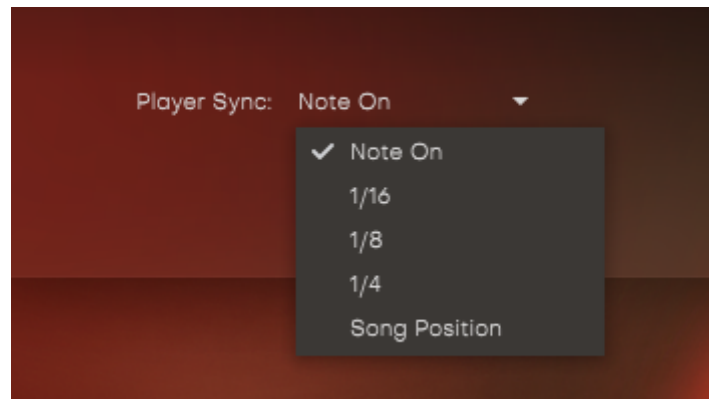 Player Sync: Note On
Note On
1/16
1/8
1/4
Song Position